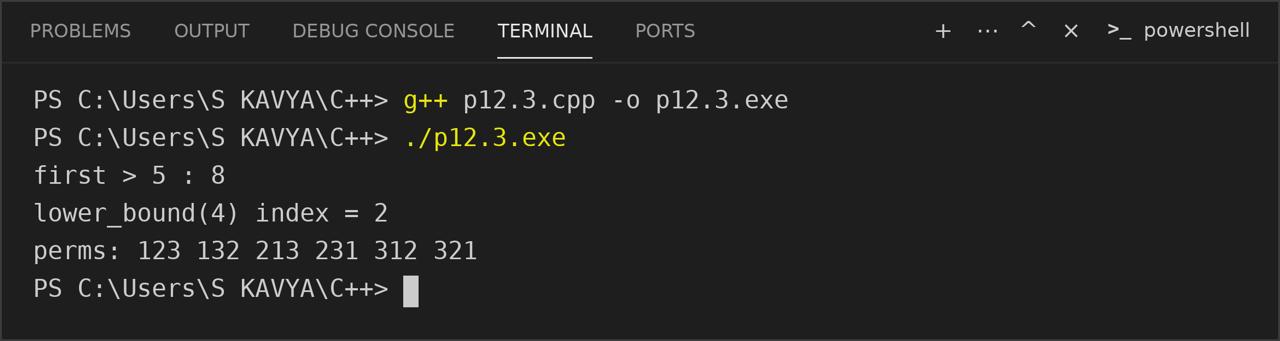 PROBLEMS OUTPUT DEBUG CONSOLE TERMINAL PORTS + ... ^ × >_ powershell
PS C:\Users\S KAVYA\C++> g++ p12.3.cpp -o p12.3.exe
PS C:\Users\S KAVYA\C++> ./p12.3.exe
first > 5 : 8
lower_bound(4) index = 2
perms: 123 132 213 231 312 321
PS C:\Users\S KAVYA\C++>